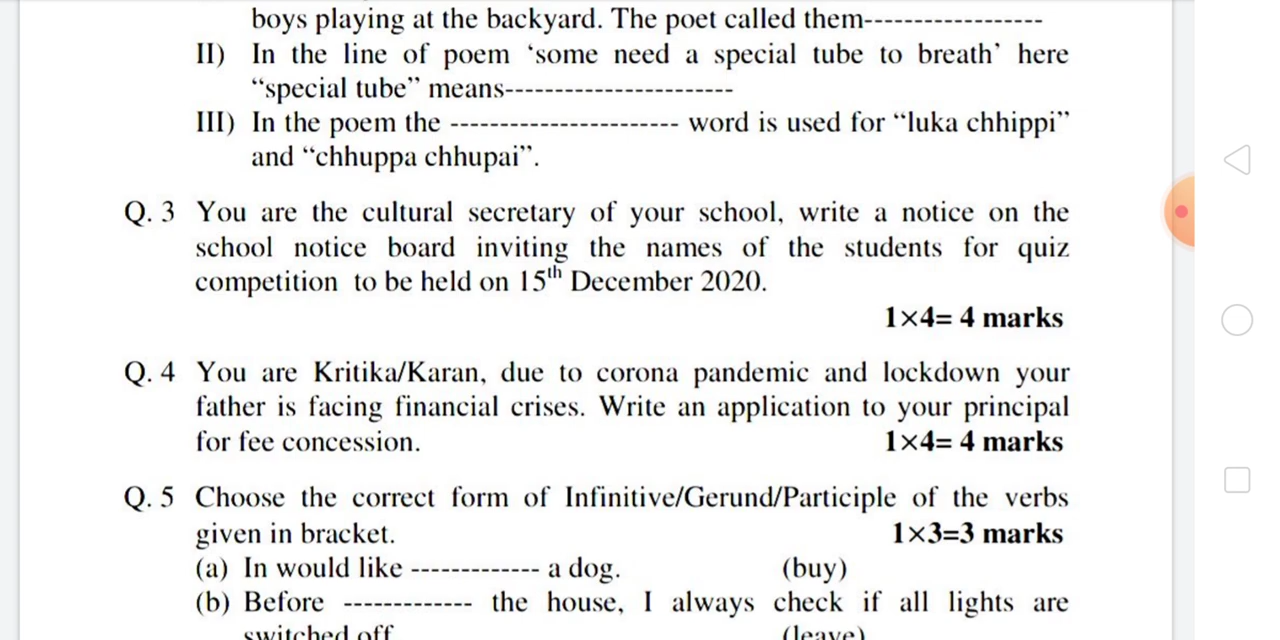 boys playing at the backyard. The poet called them------------------
II) In the line of poem ‘some need a special tube to breath’ here
“special tube” means-----------------------
III) In the poem the ----------------------- word is used for “luka chhippi”
and “chhuppa chhupai”.
Q. 3 You are the cultural secretary of your school, write a notice on the
school notice board inviting the names of the students for quiz
competition to be held on 15th December 2020.
1×4= 4 marks
Q. 4 You are Kritika/Karan, due to corona pandemic and lockdown your
father is facing financial crises. Write an application to your principal
for fee concession. 1×4= 4 marks
Q. 5 Choose the correct form of Infinitive/Gerund/Participle of the verbs
given in bracket. 1×3=3 marks
(a) In would like ------------- a dog. (buy)
(b) Before ------------- the house, I always check if all lights are
switched off (leave)